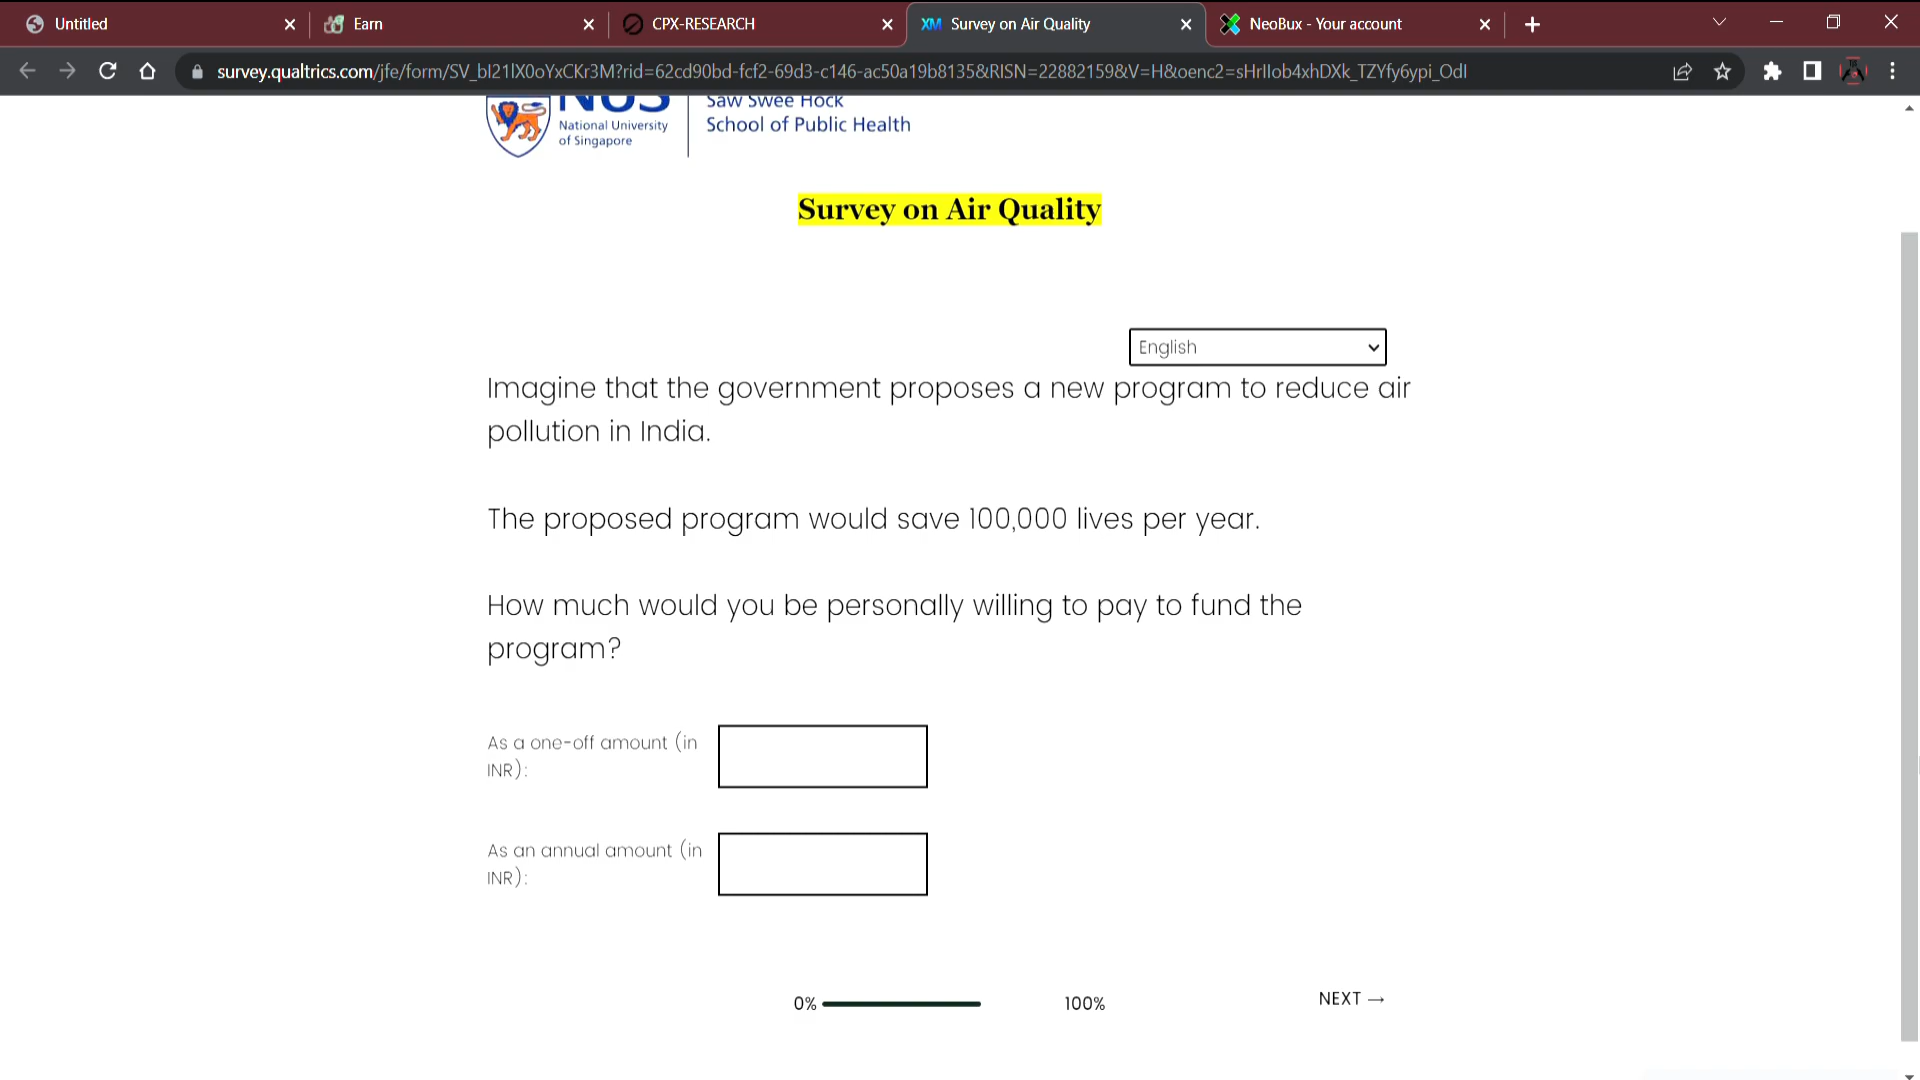 Untitled
Earn
CPX-RESEARCH
XM Survey on Air Quality
NeoBux - Your account
survey.qualtrics.com/jfe/form/SV_bl21lX0oYxCKr3M?rid=62cd90bd-fcf2-69d3-c146-ac50a19b8135&RISN=22882159&V=H&oenc2=sHrIIob4xhDXk_TZYfy6ypi_OdI
NUS
National University
of Singapore
Saw Swee Hock
School of Public Health
Survey on Air Quality
English
Imagine that the government proposes a new program to reduce air
pollution in India.
The proposed program would save 100,000 lives per year.
How much would you be personally willing to pay to fund the
program?
As a one-off amount (in
INR):
As an annual amount (in
INR):
0%
100%
NEXT →